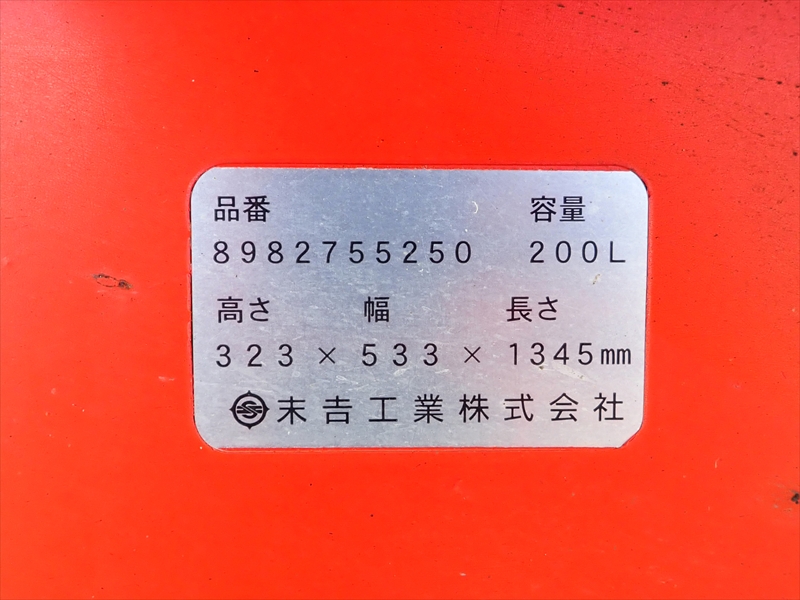 品番 容量
8982755250 200L
高さ 幅 長さ
323 × 533 × 1345mm
末吉工業株式会社